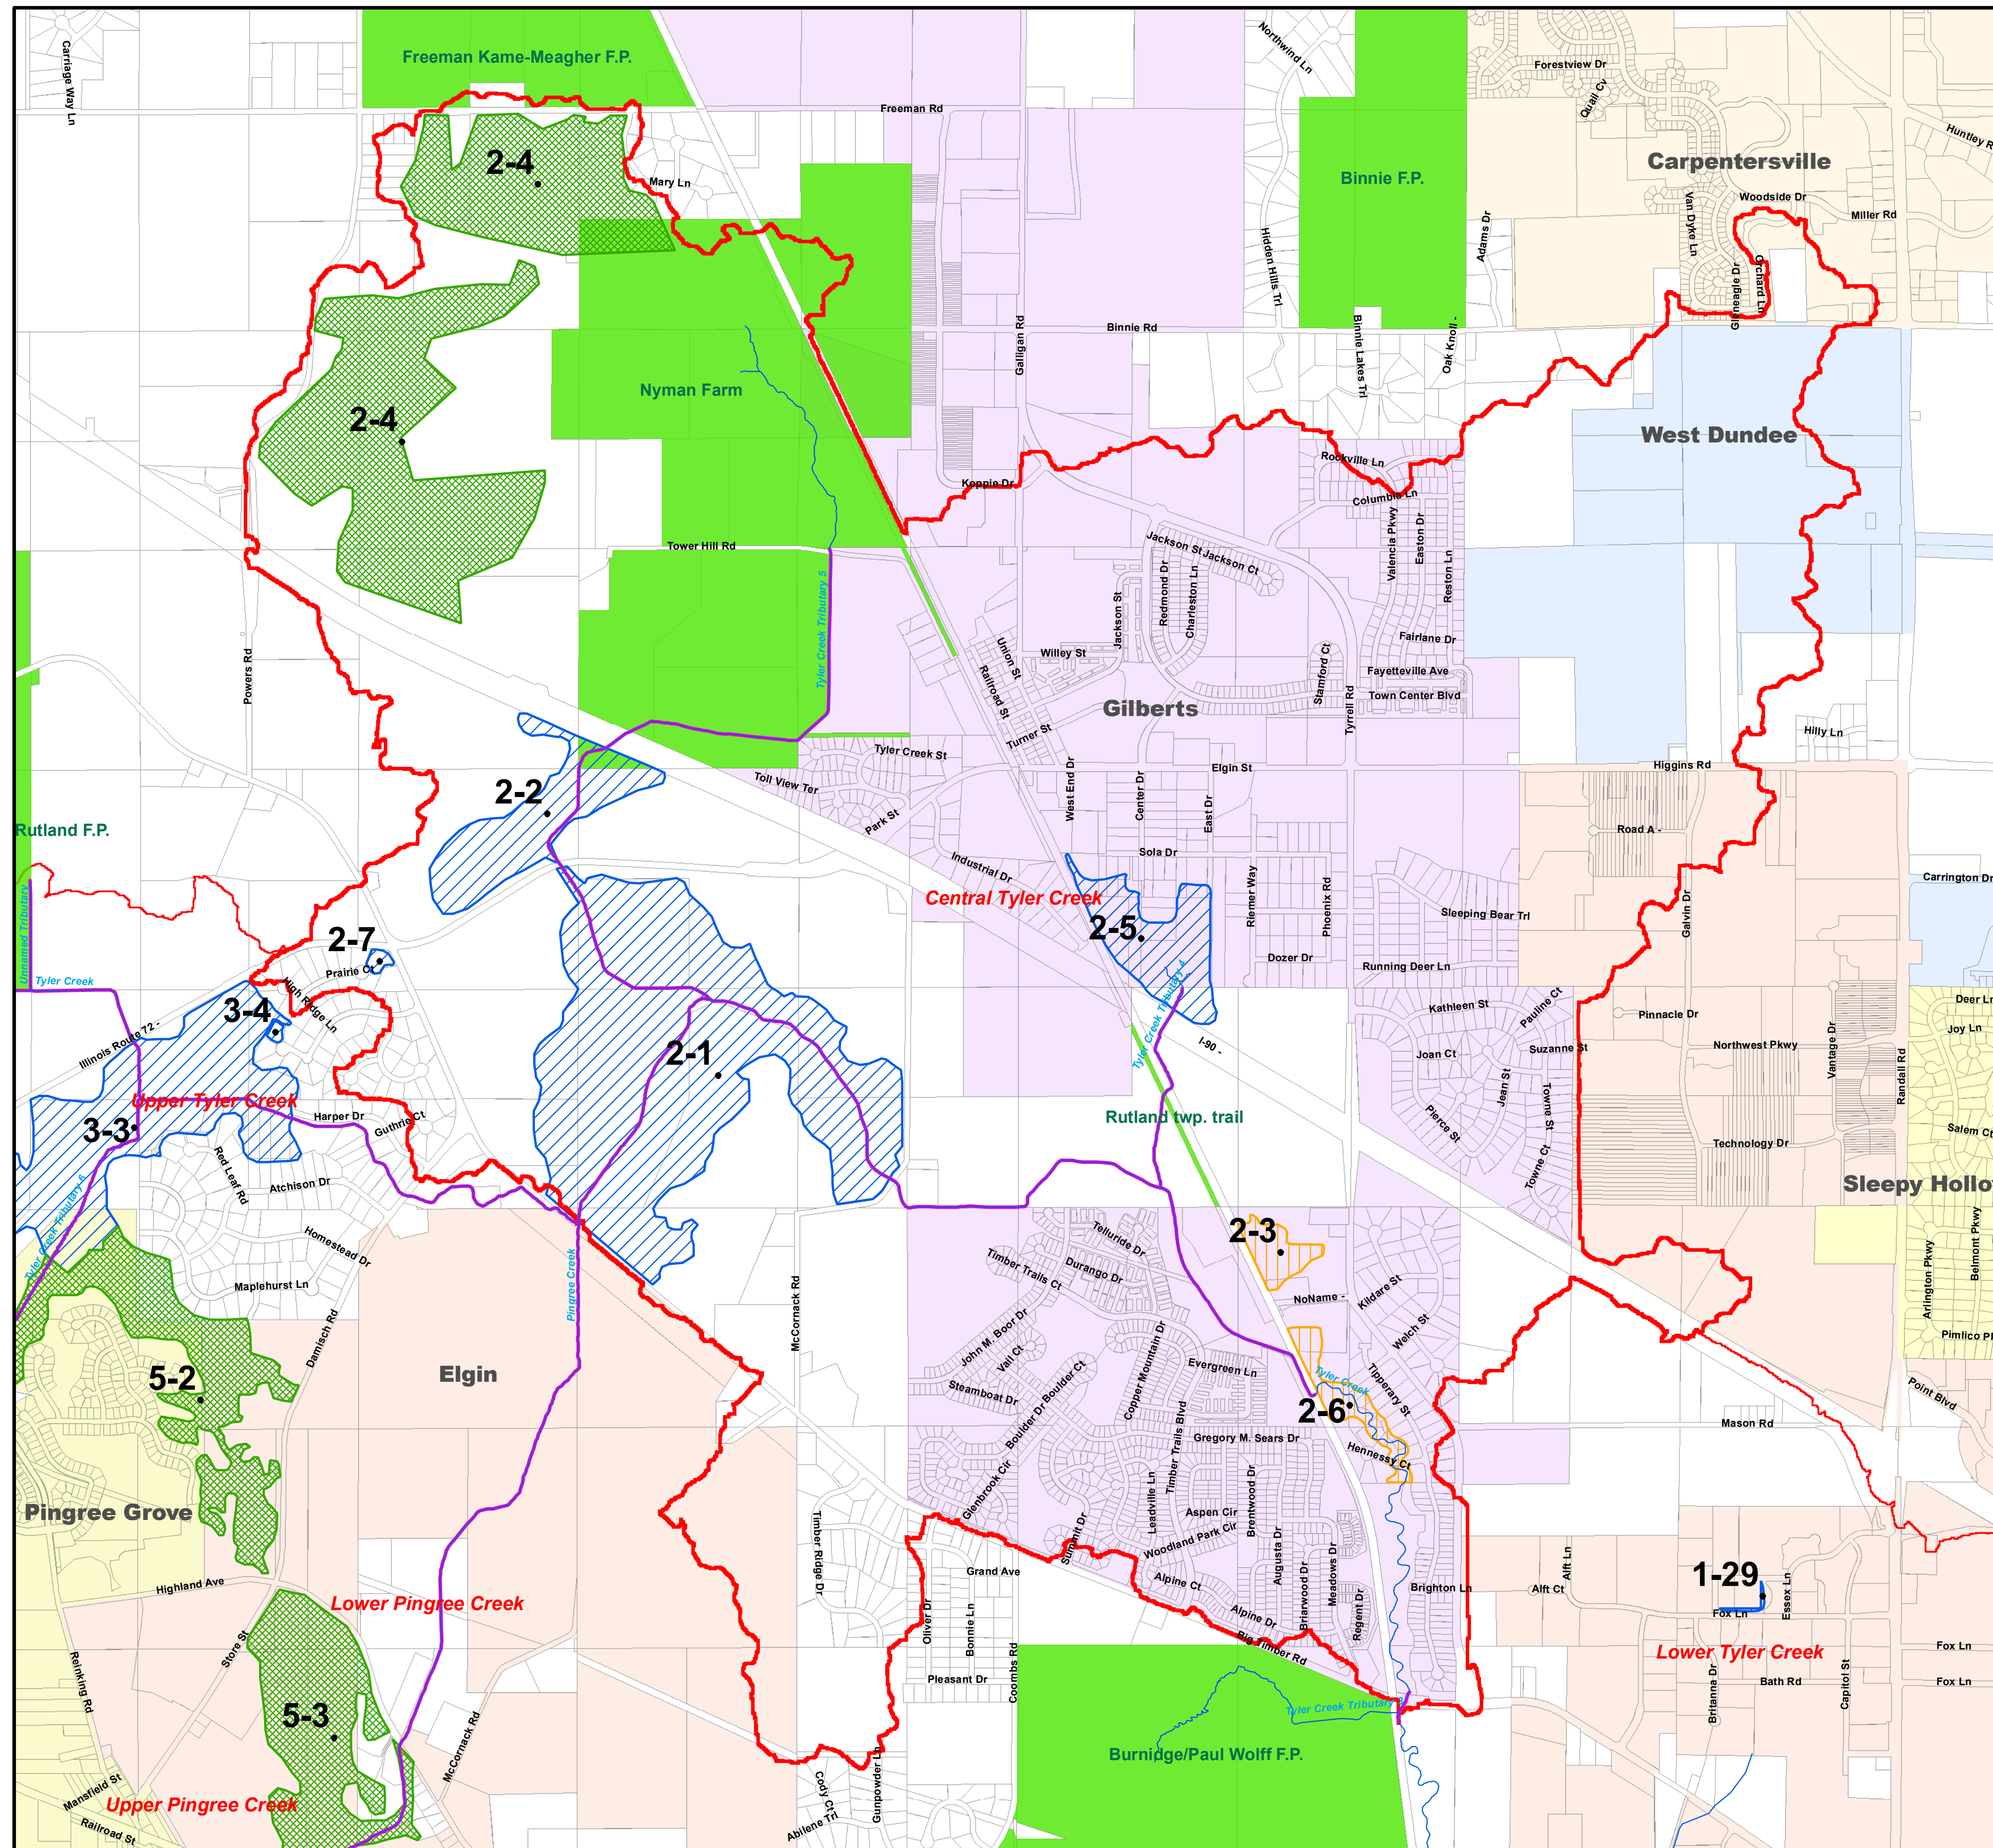 Carriage Way Ln
Freeman Kame-Meagher F.P.
Northwind Ln
Forestview Dr
Quail Cv
Freeman Rd
Huntley R
2-4
Mary Ln
Binnie F.P.
Carpentersville
Woodside Dr
Miller Rd
Van Dyke Ln
Adams Dr
Hidden Hills Trl
Gleneagle Dr
Orchard Ln
Binnie Rd
Galligan Rd
Binnie Lakes Trl
Oak Knoll -
Nyman Farm
2-4
West Dundee
Rockville Ln
Koppie Dr
Columbia Ln
Valencia Pkwy
Easton Dr
Reston Ln
Tower Hill Rd
Jackson St
Jackson Ct
Redmond Dr
Charleston Ln
Jackson St
Tyler Creek Tributary 5
Powers Rd
Union St
Willey St
Railroad St
Fairlane Dr
Stamford Ct
Fayetteville Ave
Town Center Blvd
Tyrrell Rd
Gilberts
Turner St
Hilly Ln
Tyler Creek St
Toll View Ter
Elgin St
Higgins Rd
West End Dr
Center Dr
East Dr
2-2
Park St
Road A -
Rutland F.P.
Sola Dr
Industrial Dr
Central Tyler Creek
Riemer Way
Phoenix Rd
Sleeping Bear Trl
Galvin Dr
Carrington Dr
Unnamed Tributary
2-7
2-5
Prairie Ct
Dozer Dr
Running Deer Ln
Tyler Creek
High Ridge Ln
3-4
Illinois Route 72 -
Tyler Creek Tributary 4
Kathleen St
Pauline Ct
Pinnacle Dr
Deer Ln
Joy Ln
I-90 -
2-1
Joan Ct
Suzanne St
Northwest Pkwy
Vantage Dr
Randall Rd
Jean St
Towne St
Upper Tyler Creek
Harper Dr
Guthrie Ct
3-3
Rutland twp. trail
Pierce St
Technology Dr
Salem Ct
Red Leaf Rd
Atchison Dr
Towne Ct
Sleepy Hollo
Tyler Creek Tributary 6
Homestead Dr
Maplehurst Ln
Pingree Creek
McCornack Rd
Telluride Dr
Timber Trails Ct
Durango Dr
2-3
NoName -
Kildare St
Arlington Pkwy
Belmont Pkwy
Damisch Rd
John M. Boor Dr
Vail Ct
Welch St
Pimlico Pl
5-2
Elgin
Steamboat Dr
Boulder Ct
Copper Mountain Dr
Evergreen Ln
Tyler Creek
Tipperary St
Point Blvd
Boulder Dr
2-6
Mason Rd
Timber Trails Blvd
Gregory M. Sears Dr
Hennessy Ct
Glenbrook Cir
Leadville Ln
Brentwood Dr
Pingree Grove
Timber Ridge Dr
Aspen Cir
Summit Dr
Woodland Park Cir
Augusta Dr
Meadows Dr
Highland Ave
Grand Ave
Alpine Ct
Briarwood Dr
Regent Dr
Brighton Ln
Alft Ln
Alft Ct
1-29
Essex Ln
Fox Ln
Lower Pingree Creek
Oliver Dr
Bonnie Ln
Alpine Dr
Big Timber Rd
Store St
Reinking Rd
Coombs Rd
Lower Tyler Creek
Fox Ln
Pleasant Dr
Britanna Dr
Bath Rd
Capitol St
Fox Ln
5-3
McCornack Rd
Tyler Creek Tributary
Burnidge/Paul Wolff F.P.
Gunpowder Ln
Mansfield St
Upper Pingree Creek
Cody Ct
Railroad St
Abilene Trl